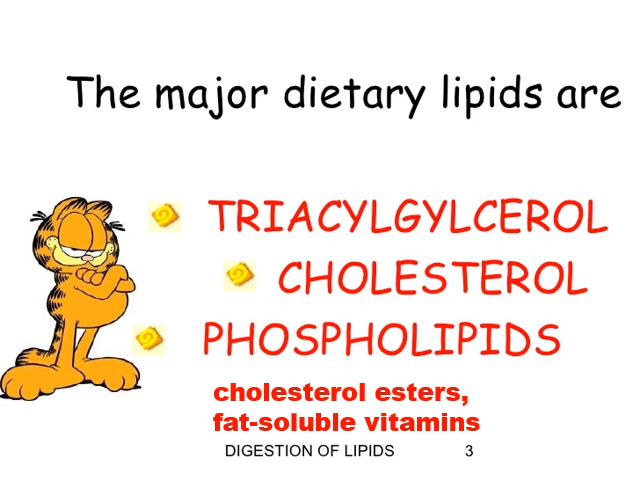 The major dietary lipids are
TRIACYLGYLCEROL
CHOLESTEROL
PHOSPHOLIPIDS
cholesterol esters,
fat-soluble vitamins
DIGESTION OF LIPIDS 3